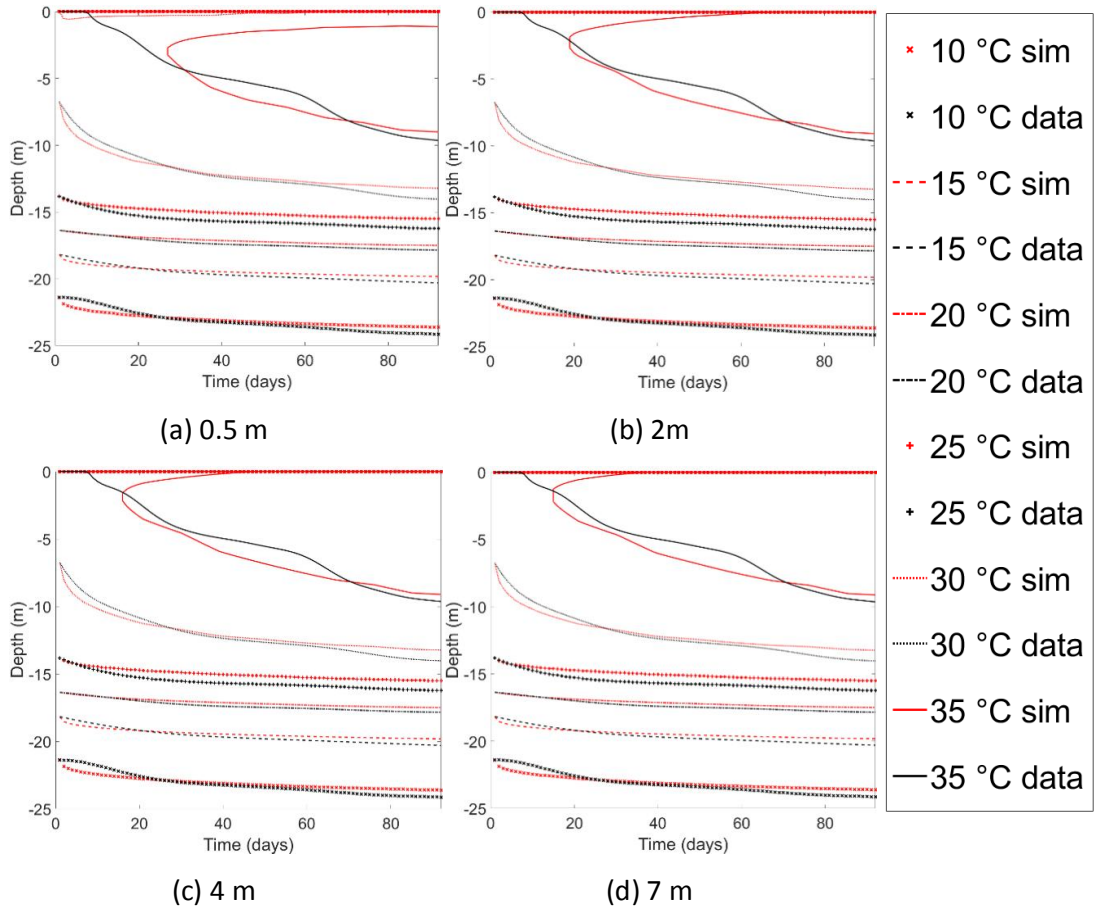 0
-5
-10
-15
-20
-25
Depth (m)
0 20 40 60 80
Time (days)
(a) 0.5 m
0
-5
-10
-15
-20
-25
Depth (m)
0 20 40 60 80
Time (days)
(b) 2m
0
-5
-10
-15
-20
-25
Depth (m)
0 20 40 60 80
Time (days)
(c) 4 m
0
-5
-10
-15
-20
-25
Depth (m)
0 20 40 60 80
Time (days)
(d) 7 m
10 °C sim
10 °C data
15 °C sim
15 °C data
20 °C sim
20 °C data
25 °C sim
25 °C data
30 °C sim
30 °C data
35 °C sim
35 °C data